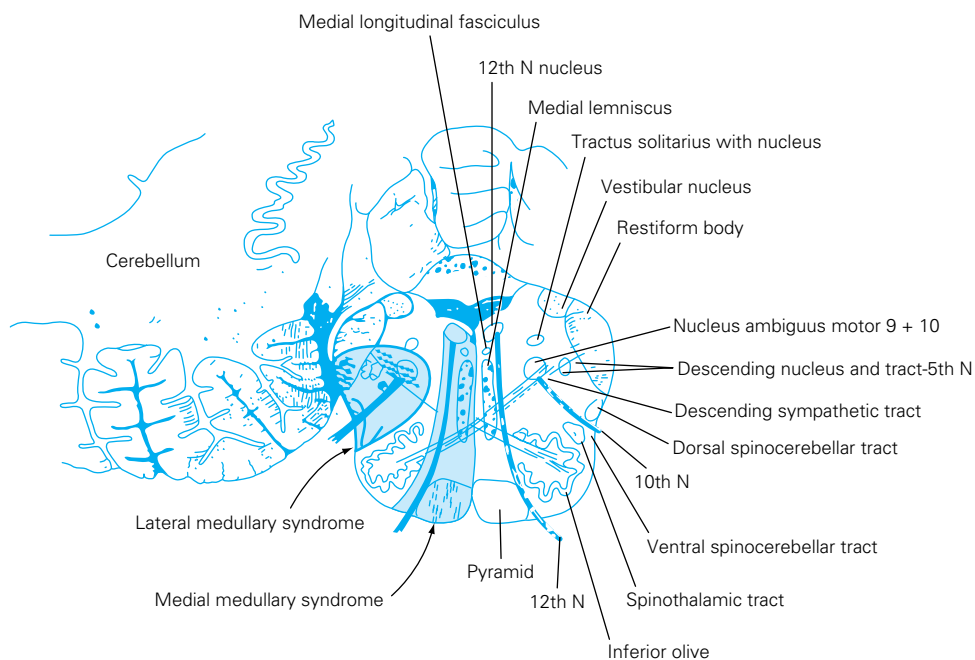 Medial longitudinal fasciculus
12th N nucleus
Medial lemniscus
Tractus solitarius with nucleus
Vestibular nucleus
Restiform body
Cerebellum
Nucleus ambiguus motor 9 + 10
Descending nucleus and tract-5th N
Descending sympathetic tract
Dorsal spinocerebellar tract
10th N
Lateral medullary syndrome
Ventral spinocerebellar tract
Pyramid
Medial medullary syndrome
12th N
Spinothalamic tract
Inferior olive